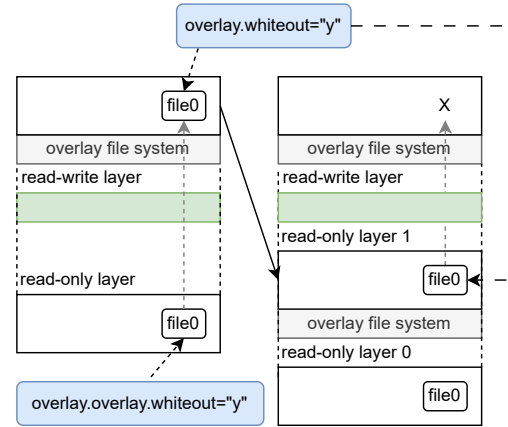 overlay.whiteout="y"
file0
overlay file system
read-write layer
read-only layer
file0
overlay.overlay.whiteout="y"
X
overlay file system
read-write layer
read-only layer 1
file0
overlay file system
read-only layer 0
file0